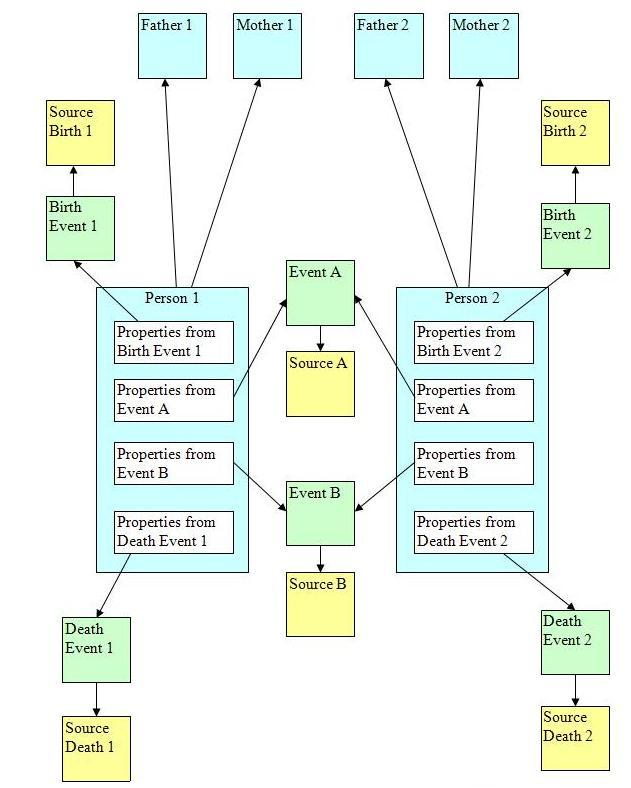 Father 1
Mother 1
Father 2
Mother 2
Source
Birth 1
Source
Birth 2
Birth
Event 1
Birth
Event 2
Event A
Person 1
Person 2
Properties from
Birth Event 1
Properties from
Birth Event 2
Source A
Properties from
Event A
Properties from
Event A
Properties from
Event B
Properties from
Event B
Event B
Properties from
Death Event 1
Properties from
Death Event 2
Source B
Death
Event 1
Death
Event 2
Source
Death 1
Source
Death 2